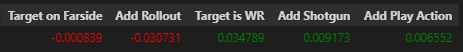 Target on Farside Add Rollout Target is WR Add Shotgun Add Play Action
-0.000839 -0.030731 0.034789 0.009173 0.006552